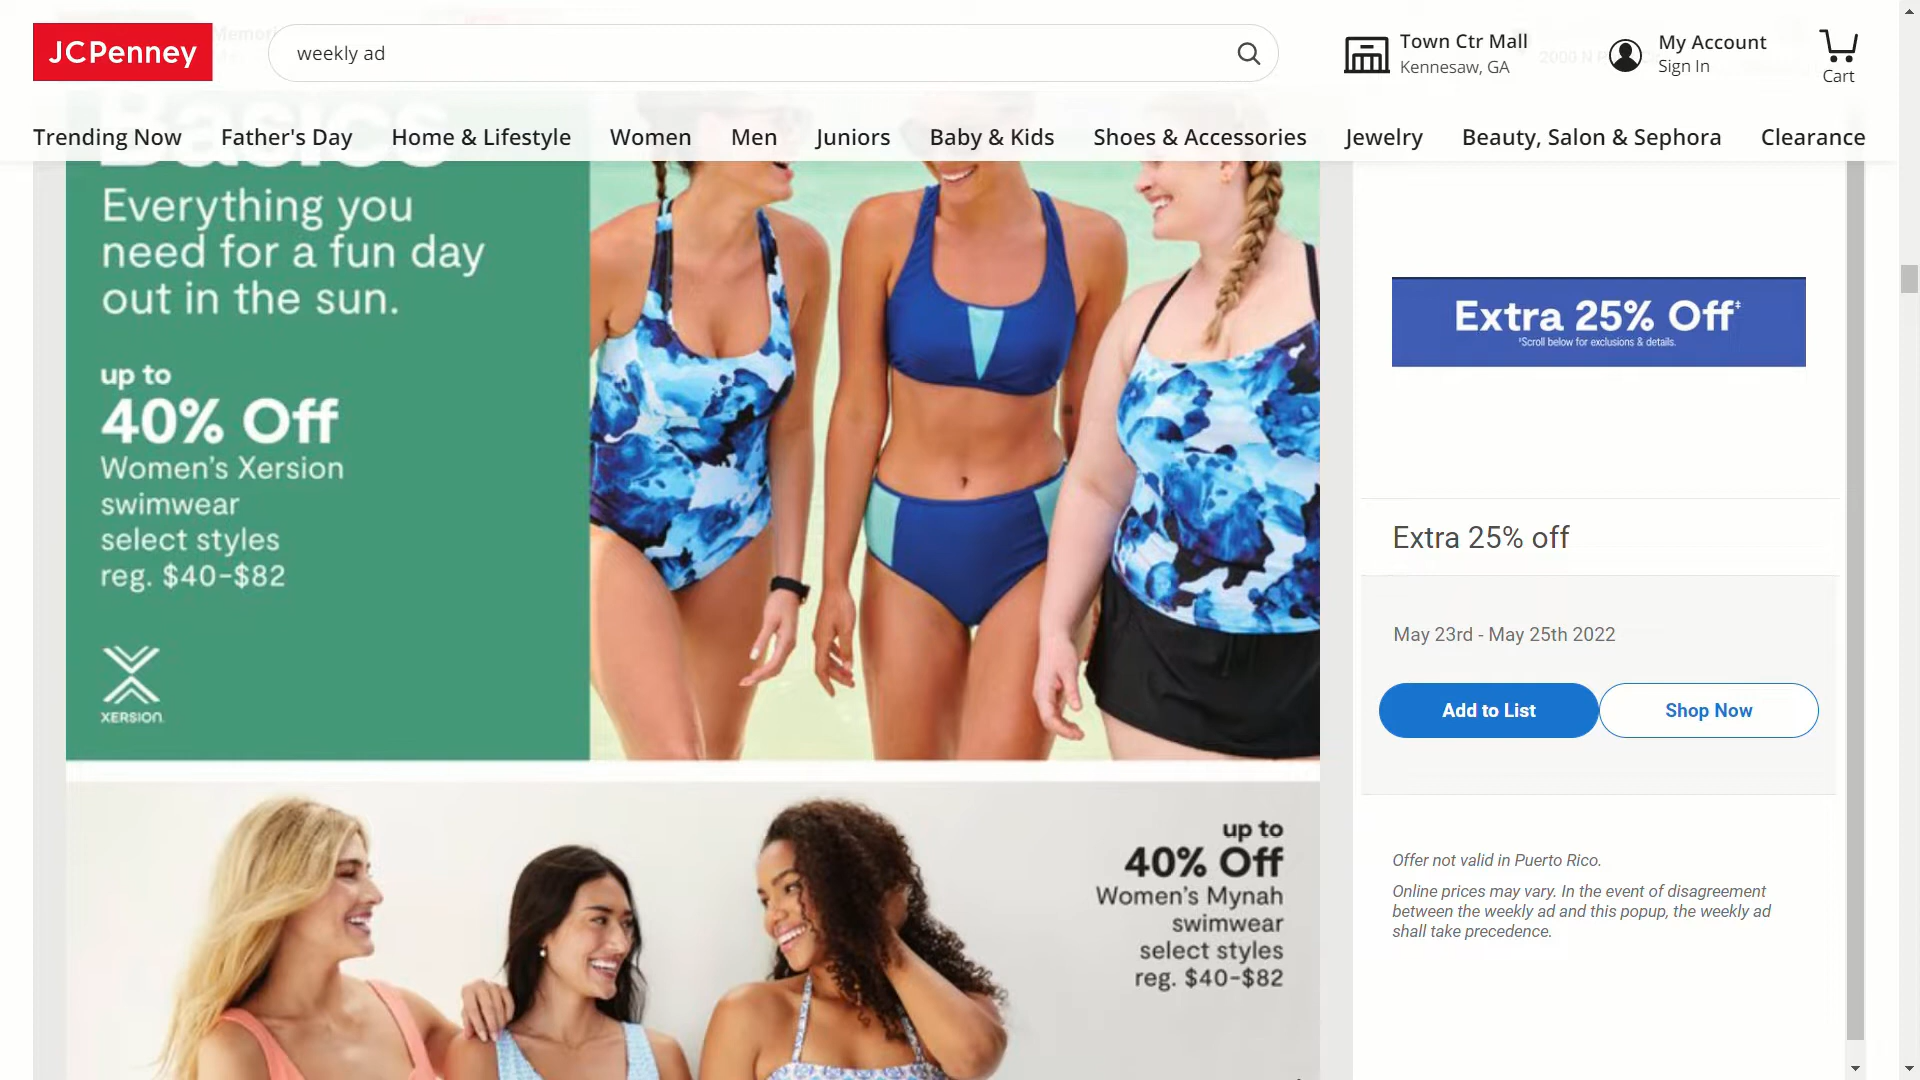 JCPenney
weekly ad
Town Ctr Mall
Kennesaw, GA
My Account
Sign In
Cart
Trending Now
Father's Day
Home & Lifestyle
Women
Men
Juniors
Baby & Kids
Shoes & Accessories
Jewelry
Beauty, Salon & Sephora
Clearance
Basics
Everything you
need for a fun day
out in the sun.
up to
40% Off
Women's Xersion
swimwear
select styles
reg. $40–$82
XERSION
up to
40% Off
Women's Mynah
swimwear
select styles
reg. $40–$82
Extra 25% Off‡
‡Scroll below for exclusions & details.
Extra 25% off
May 23rd - May 25th 2022
Add to List
Shop Now
Offer not valid in Puerto Rico.
Online prices may vary. In the event of disagreement
between the weekly ad and this popup, the weekly ad
shall take precedence.